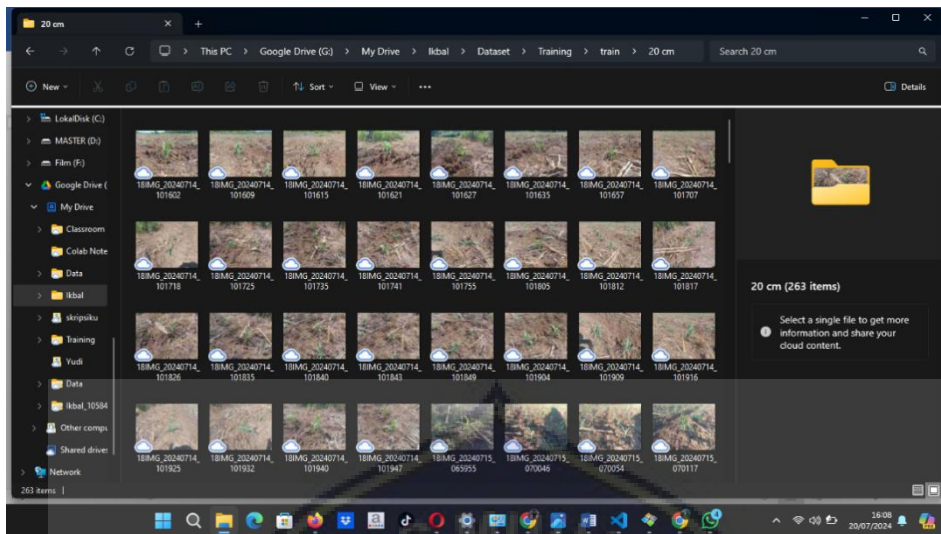 20 cm
This PC > Google Drive (G:) > My Drive > Ikbal > Dataset > Training > train > 20 cm
Search 20 cm
New
Sort
View
Details
LokalDisk (C:)
MASTER (D:)
Film (F:)
Google Drive (
My Drive
Classroom
Colab Note
Data
Ikbal
skripsiku
Training
Yudi
Data
Ikbal_10584
Other compu
Shared drive
Network
18IMG_20240714_101602
18IMG_20240714_101609
18IMG_20240714_101615
18IMG_20240714_101621
18IMG_20240714_101627
18IMG_20240714_101635
18IMG_20240714_101657
18IMG_20240714_101707
18IMG_20240714_101718
18IMG_20240714_101725
18IMG_20240714_101735
18IMG_20240714_101741
18IMG_20240714_101755
18IMG_20240714_101805
18IMG_20240714_101812
18IMG_20240714_101817
18IMG_20240714_101826
18IMG_20240714_101835
18IMG_20240714_101840
18IMG_20240714_101843
18IMG_20240714_101849
18IMG_20240714_101904
18IMG_20240714_101909
18IMG_20240714_101916
18IMG_20240714_101925
18IMG_20240714_101932
18IMG_20240714_101940
18IMG_20240714_101947
18IMG_20240715_065955
18IMG_20240715_070046
18IMG_20240715_070054
18IMG_20240715_070117
20 cm (263 items)
Select a single file to get more
information and share your
cloud content.
263 items
16:08
20/07/2024